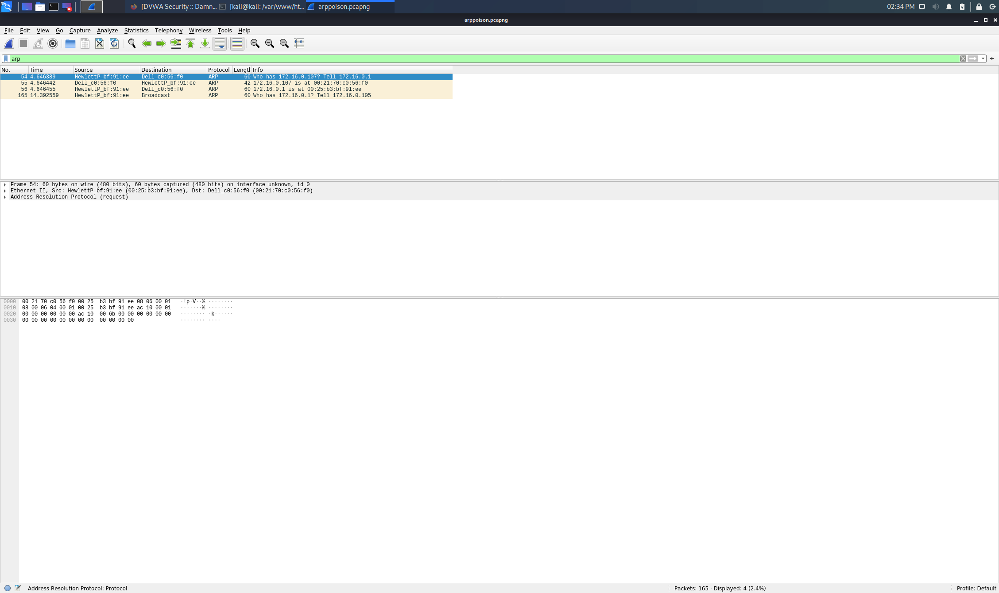 [DVWA Security :: Damn... [kali@kali: /var/www/ht... arppoison.pcapng 02:34 PM
arppoison.pcapng
File Edit View Go Capture Analyze Statistics Telephony Wireless Tools Help
arp
No. Time Source Destination Protocol Length Info
54 4.646389 HewlettP_bf:91:ee Dell_c0:56:f0 ARP 60 Who has 172.16.0.107? Tell 172.16.0.1
55 4.646442 Dell_c0:56:f0 HewlettP_bf:91:ee ARP 42 172.16.0.107 is at 00:21:70:c0:56:f0
56 4.646455 HewlettP_bf:91:ee Dell_c0:56:f0 ARP 60 172.16.0.1 is at 00:25:b3:bf:91:ee
165 14.392559 HewlettP_bf:91:ee Broadcast ARP 60 Who has 172.16.0.1? Tell 172.16.0.105
Frame 54: 60 bytes on wire (480 bits), 60 bytes captured (480 bits) on interface unknown, id 0
Ethernet II, Src: HewlettP_bf:91:ee (00:25:b3:bf:91:ee), Dst: Dell_c0:56:f0 (00:21:70:c0:56:f0)
Address Resolution Protocol (request)
0000 00 21 70 c0 56 f0 00 25 b3 bf 91 ee 08 06 00 01 ·!p·V··% ········
0010 08 00 06 04 00 01 00 25 b3 bf 91 ee ac 10 00 01 ·······% ········
0020 00 00 00 00 00 00 ac 10 00 6b 00 00 00 00 00 00 ········ ·k······
0030 00 00 00 00 00 00 00 00 00 00 00 00 ········ ····
Address Resolution Protocol: Protocol Packets: 165 · Displayed: 4 (2.4%) Profile: Default